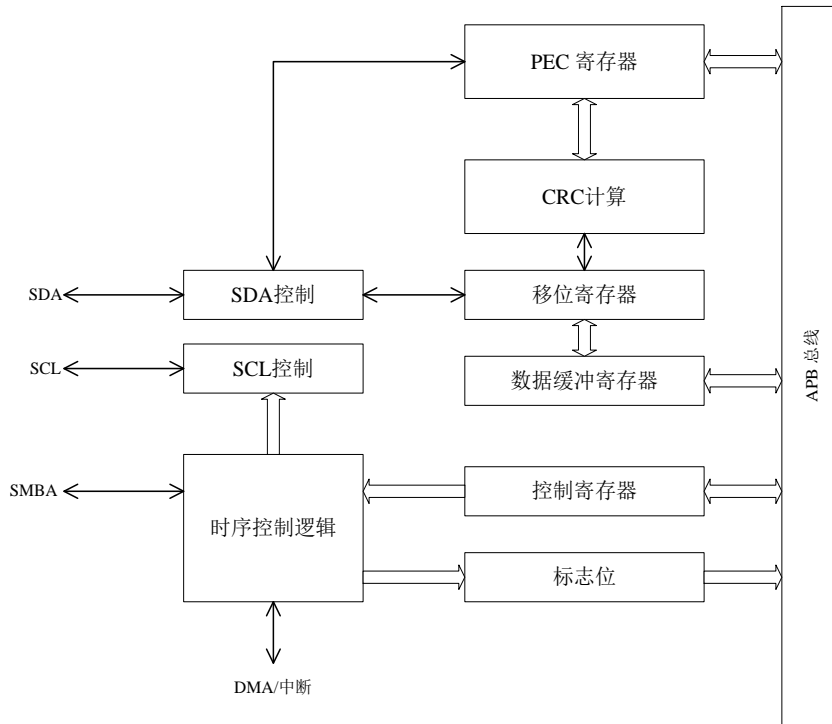 PEC 寄存器
CRC计算
SDA
SDA控制
移位寄存器
SCL
SCL控制
数据缓冲寄存器
APB 总线
SMBA
时序控制逻辑
控制寄存器
标志位
DMA/中断